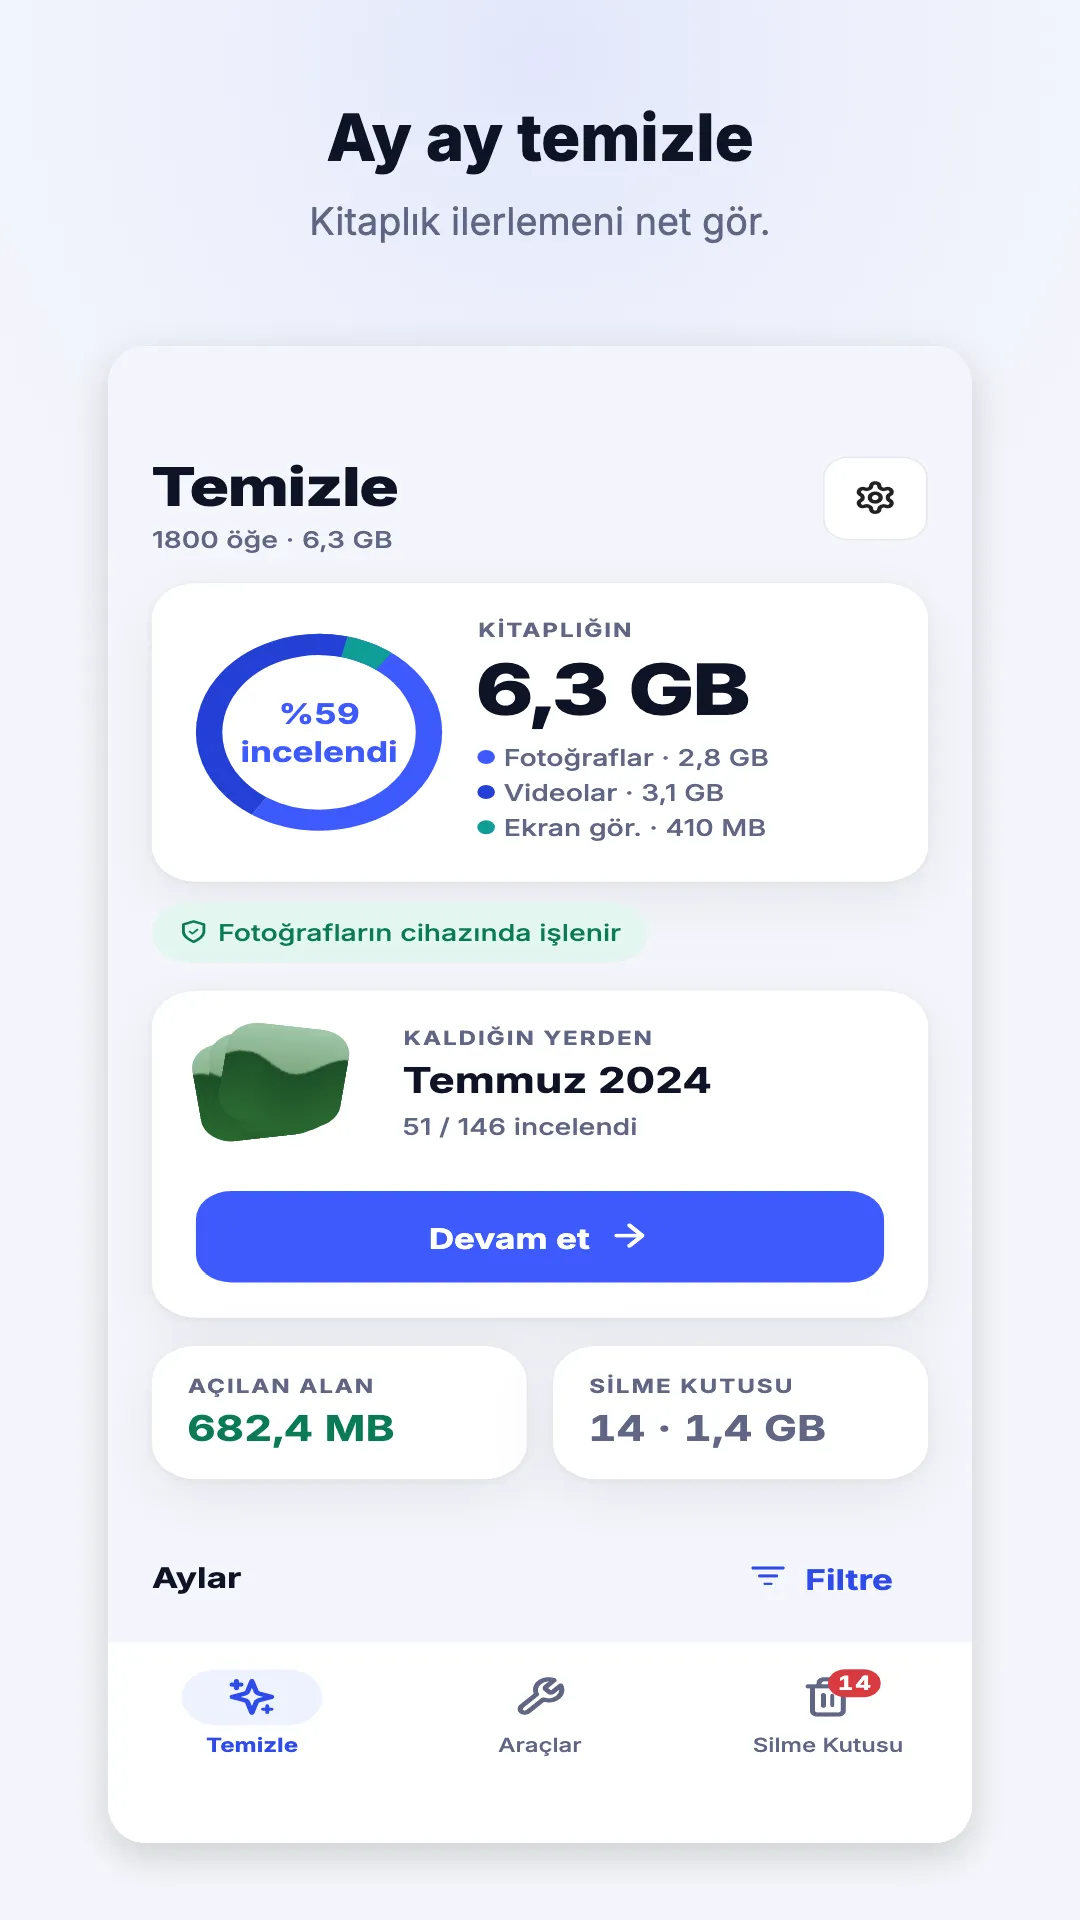 Ay ay temizle
Kitaplık ilerlemeni net gör.
Temizle
1800 öğe · 6,3 GB
%59
incelendi
KİTAPLIĞIN
6,3 GB
Fotoğraflar · 2,8 GB
Videolar · 3,1 GB
Ekran gör. · 410 MB
Fotoğrafların cihazında işlenir
KALDIĞIN YERDEN
Temmuz 2024
51 / 146 incelendi
Devam et
AÇILAN ALAN
682,4 MB
SİLME KUTUSU
14 · 1,4 GB
Aylar
Filtre
14
Temizle
Araçlar
Silme Kutusu